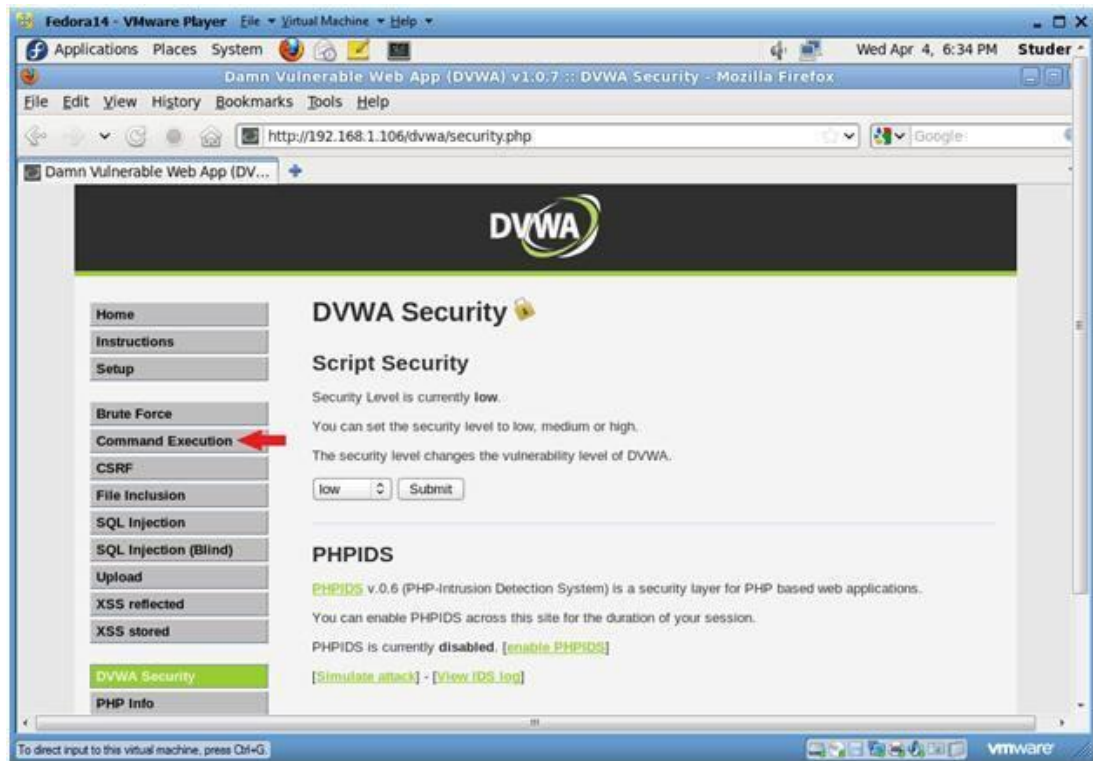 Fedora14 - VMware Player File Virtual Machine Help
Applications Places System Wed Apr 4, 6:34 PM Studer
Damn Vulnerable Web App (DVWA) v1.0.7 :: DVWA Security - Mozilla Firefox
File Edit View History Bookmarks Tools Help
http://192.168.1.106/dvwa/security.php Google
Damn Vulnerable Web App (DV...
DVWA
Home
Instructions
Setup
Brute Force
Command Execution
CSRF
File Inclusion
SQL Injection
SQL Injection (Blind)
Upload
XSS reflected
XSS stored
DVWA Security
PHP Info
DVWA Security
Script Security
Security Level is currently low.
You can set the security level to low, medium or high.
The security level changes the vulnerability level of DVWA.
low Submit
PHPIDS
PHPIDS v.0.6 (PHP-Intrusion Detection System) is a security layer for PHP based web applications.
You can enable PHPIDS across this site for the duration of your session.
PHPIDS is currently disabled. [enable PHPIDS]
[Simulate attack] - [View IDS log]
To direct input to this virtual machine, press Ctrl+G.
vmware